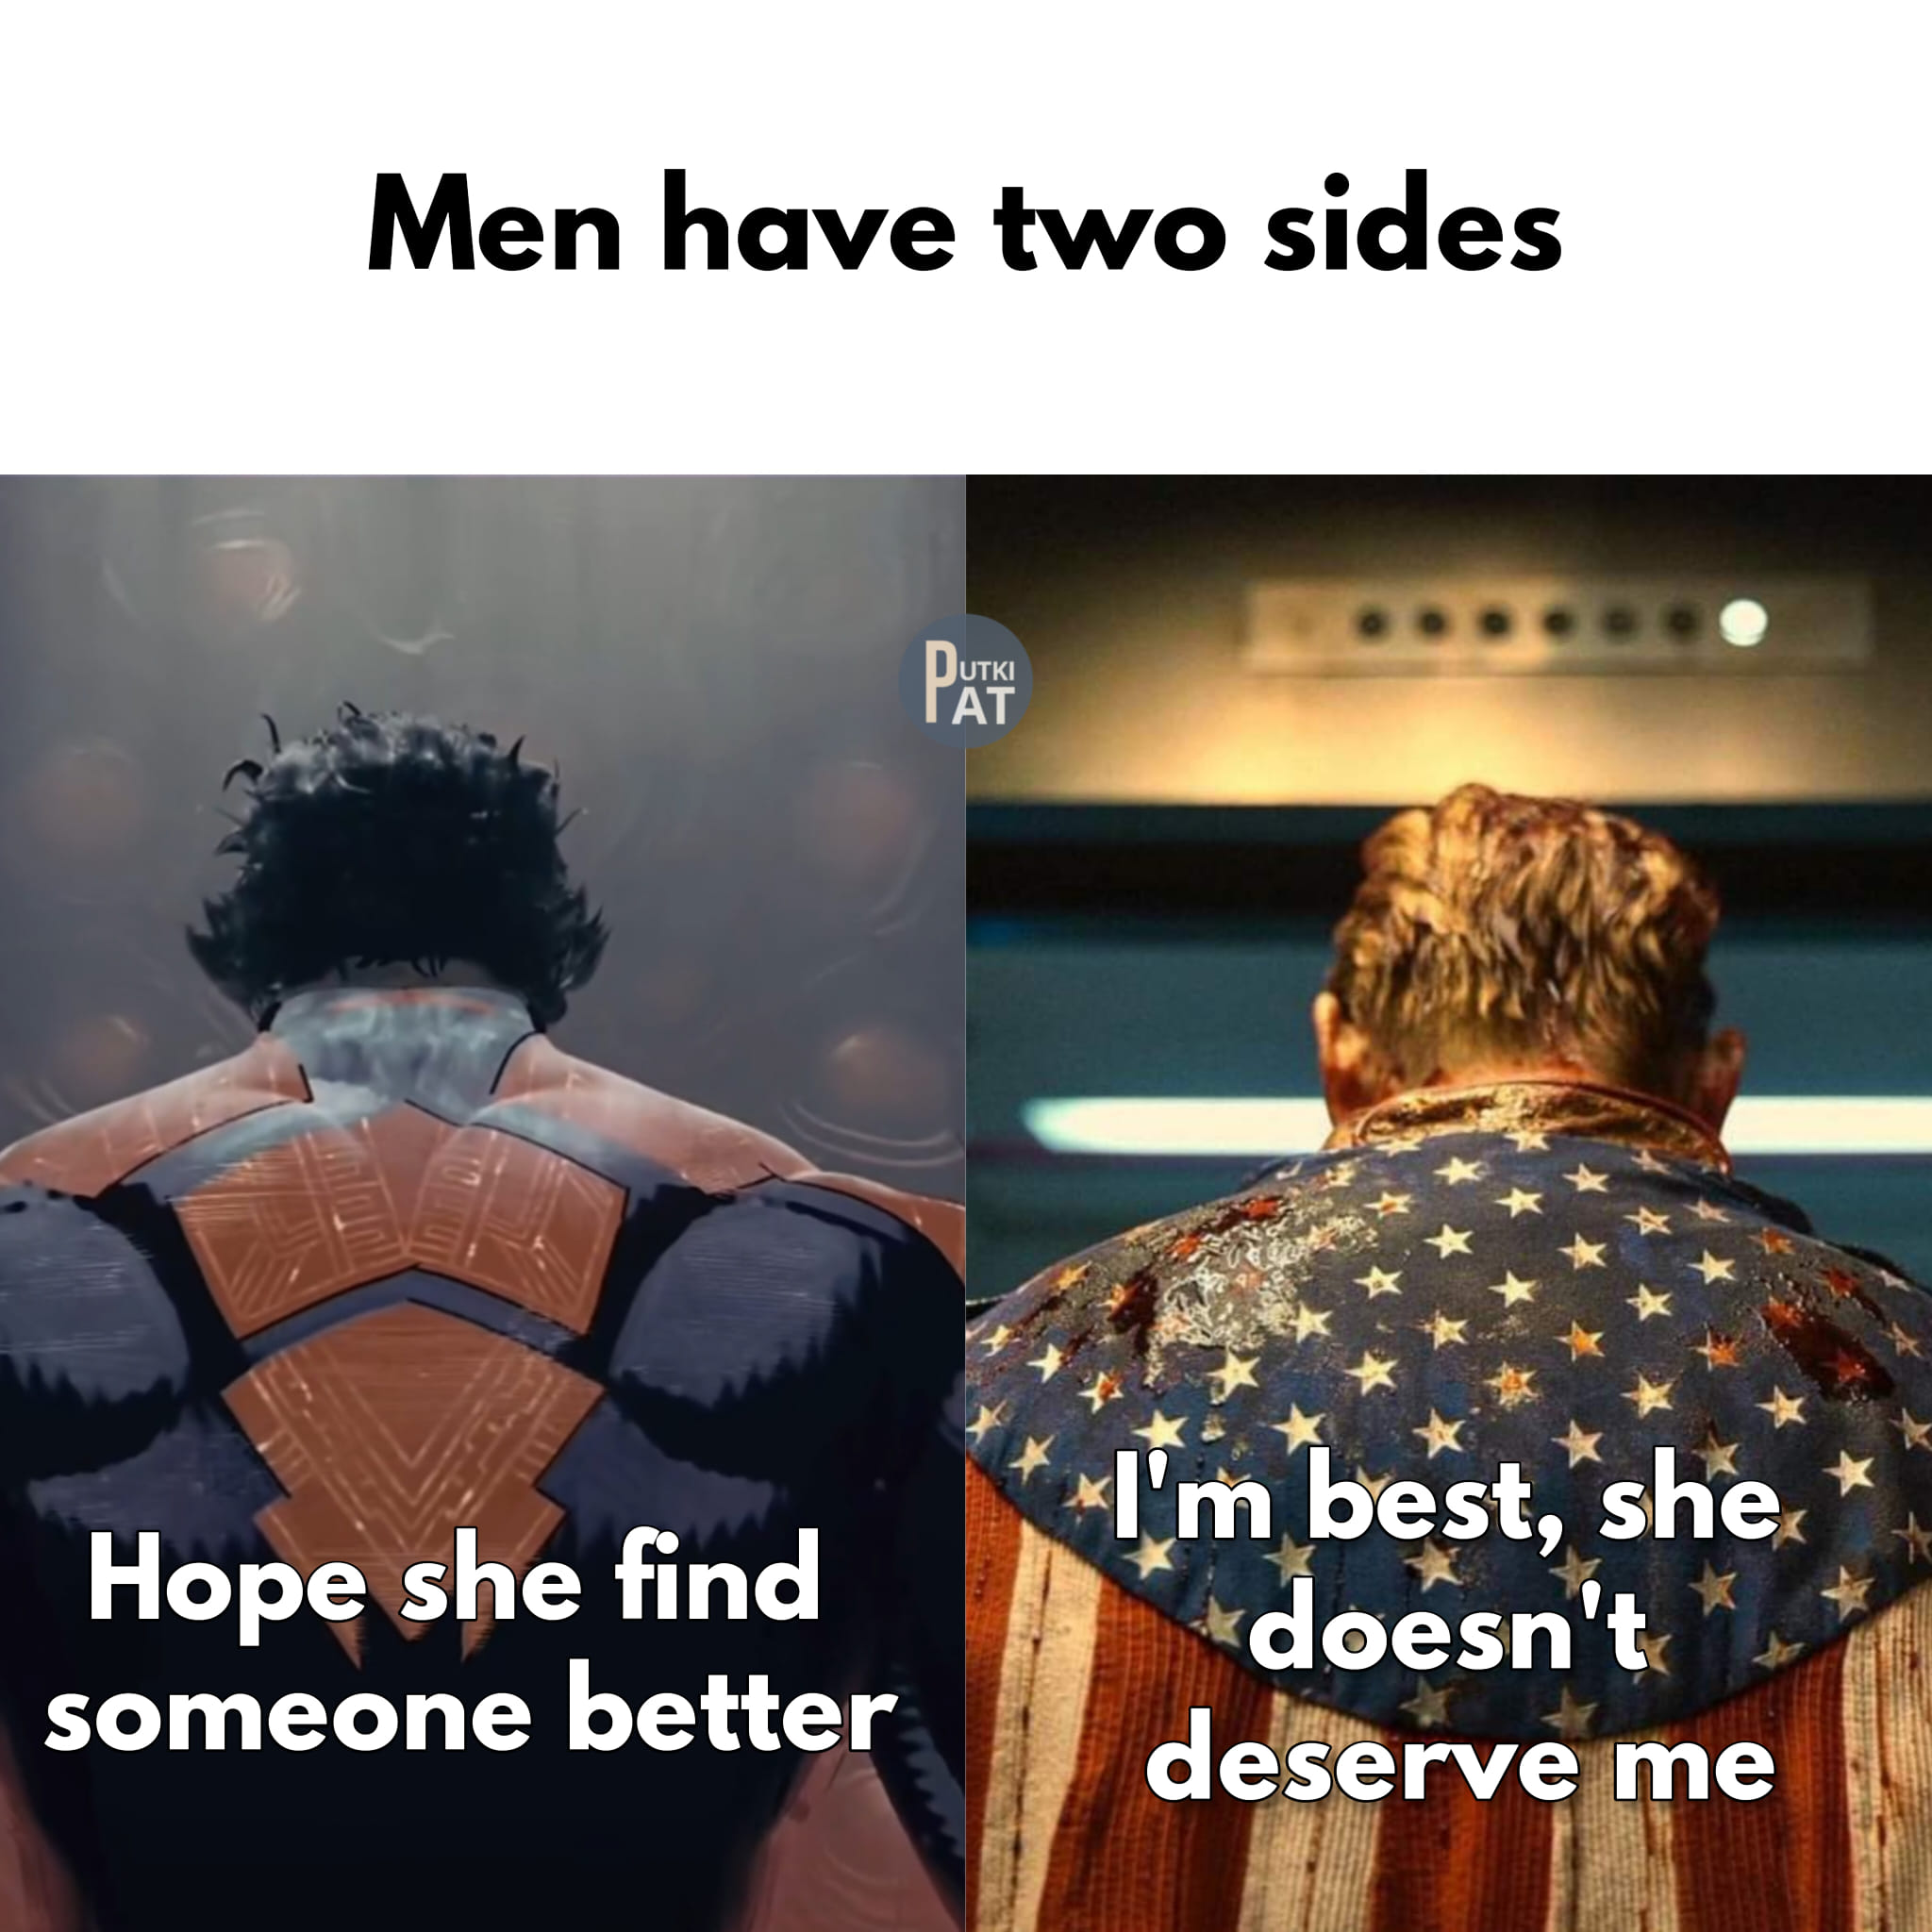 Men have two sides
PUTKI
PAT
Hope she find
someone better
I'm best, she
doesn't
deserve me